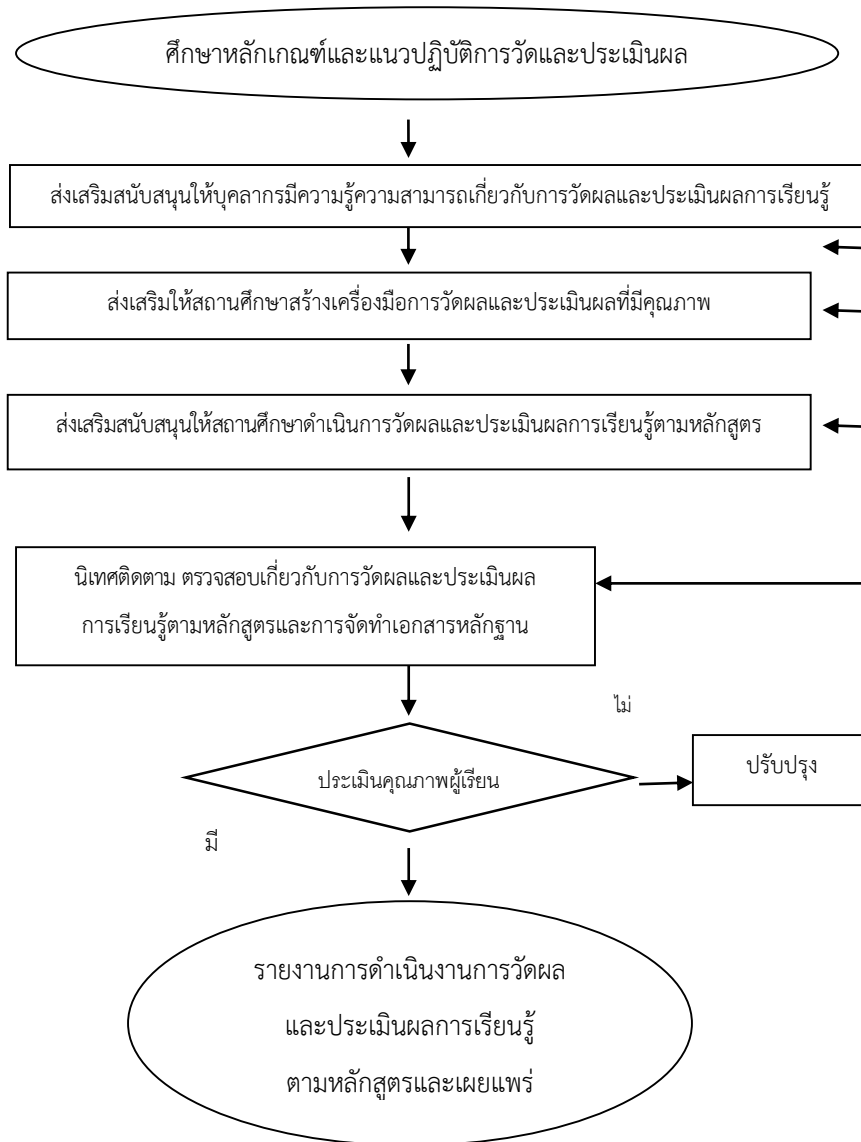 ศึกษาหลักเกณฑ์และแนวปฏิบัติการวัดและประเมินผล
ส่งเสริมสนับสนุนให้บุคลากรมีความรู้ความสามารถเกี่ยวกับการวัดผลและประเมินผลการเรียนรู้
ส่งเสริมให้สถานศึกษาสร้างเครื่องมือการวัดผลและประเมินผลที่มีคุณภาพ
ส่งเสริมสนับสนุนให้สถานศึกษาดำเนินการวัดผลและประเมินผลการเรียนรู้ตามหลักสูตร
นิเทศติดตาม ตรวจสอบเกี่ยวกับการวัดผลและประเมินผล
การเรียนรู้ตามหลักสูตรและการจัดทำเอกสารหลักฐาน
ไม่
ประเมินคุณภาพผู้เรียน
ปรับปรุง
มี
รายงานการดำเนินงานการวัดผล
และประเมินผลการเรียนรู้
ตามหลักสูตรและเผยแพร่